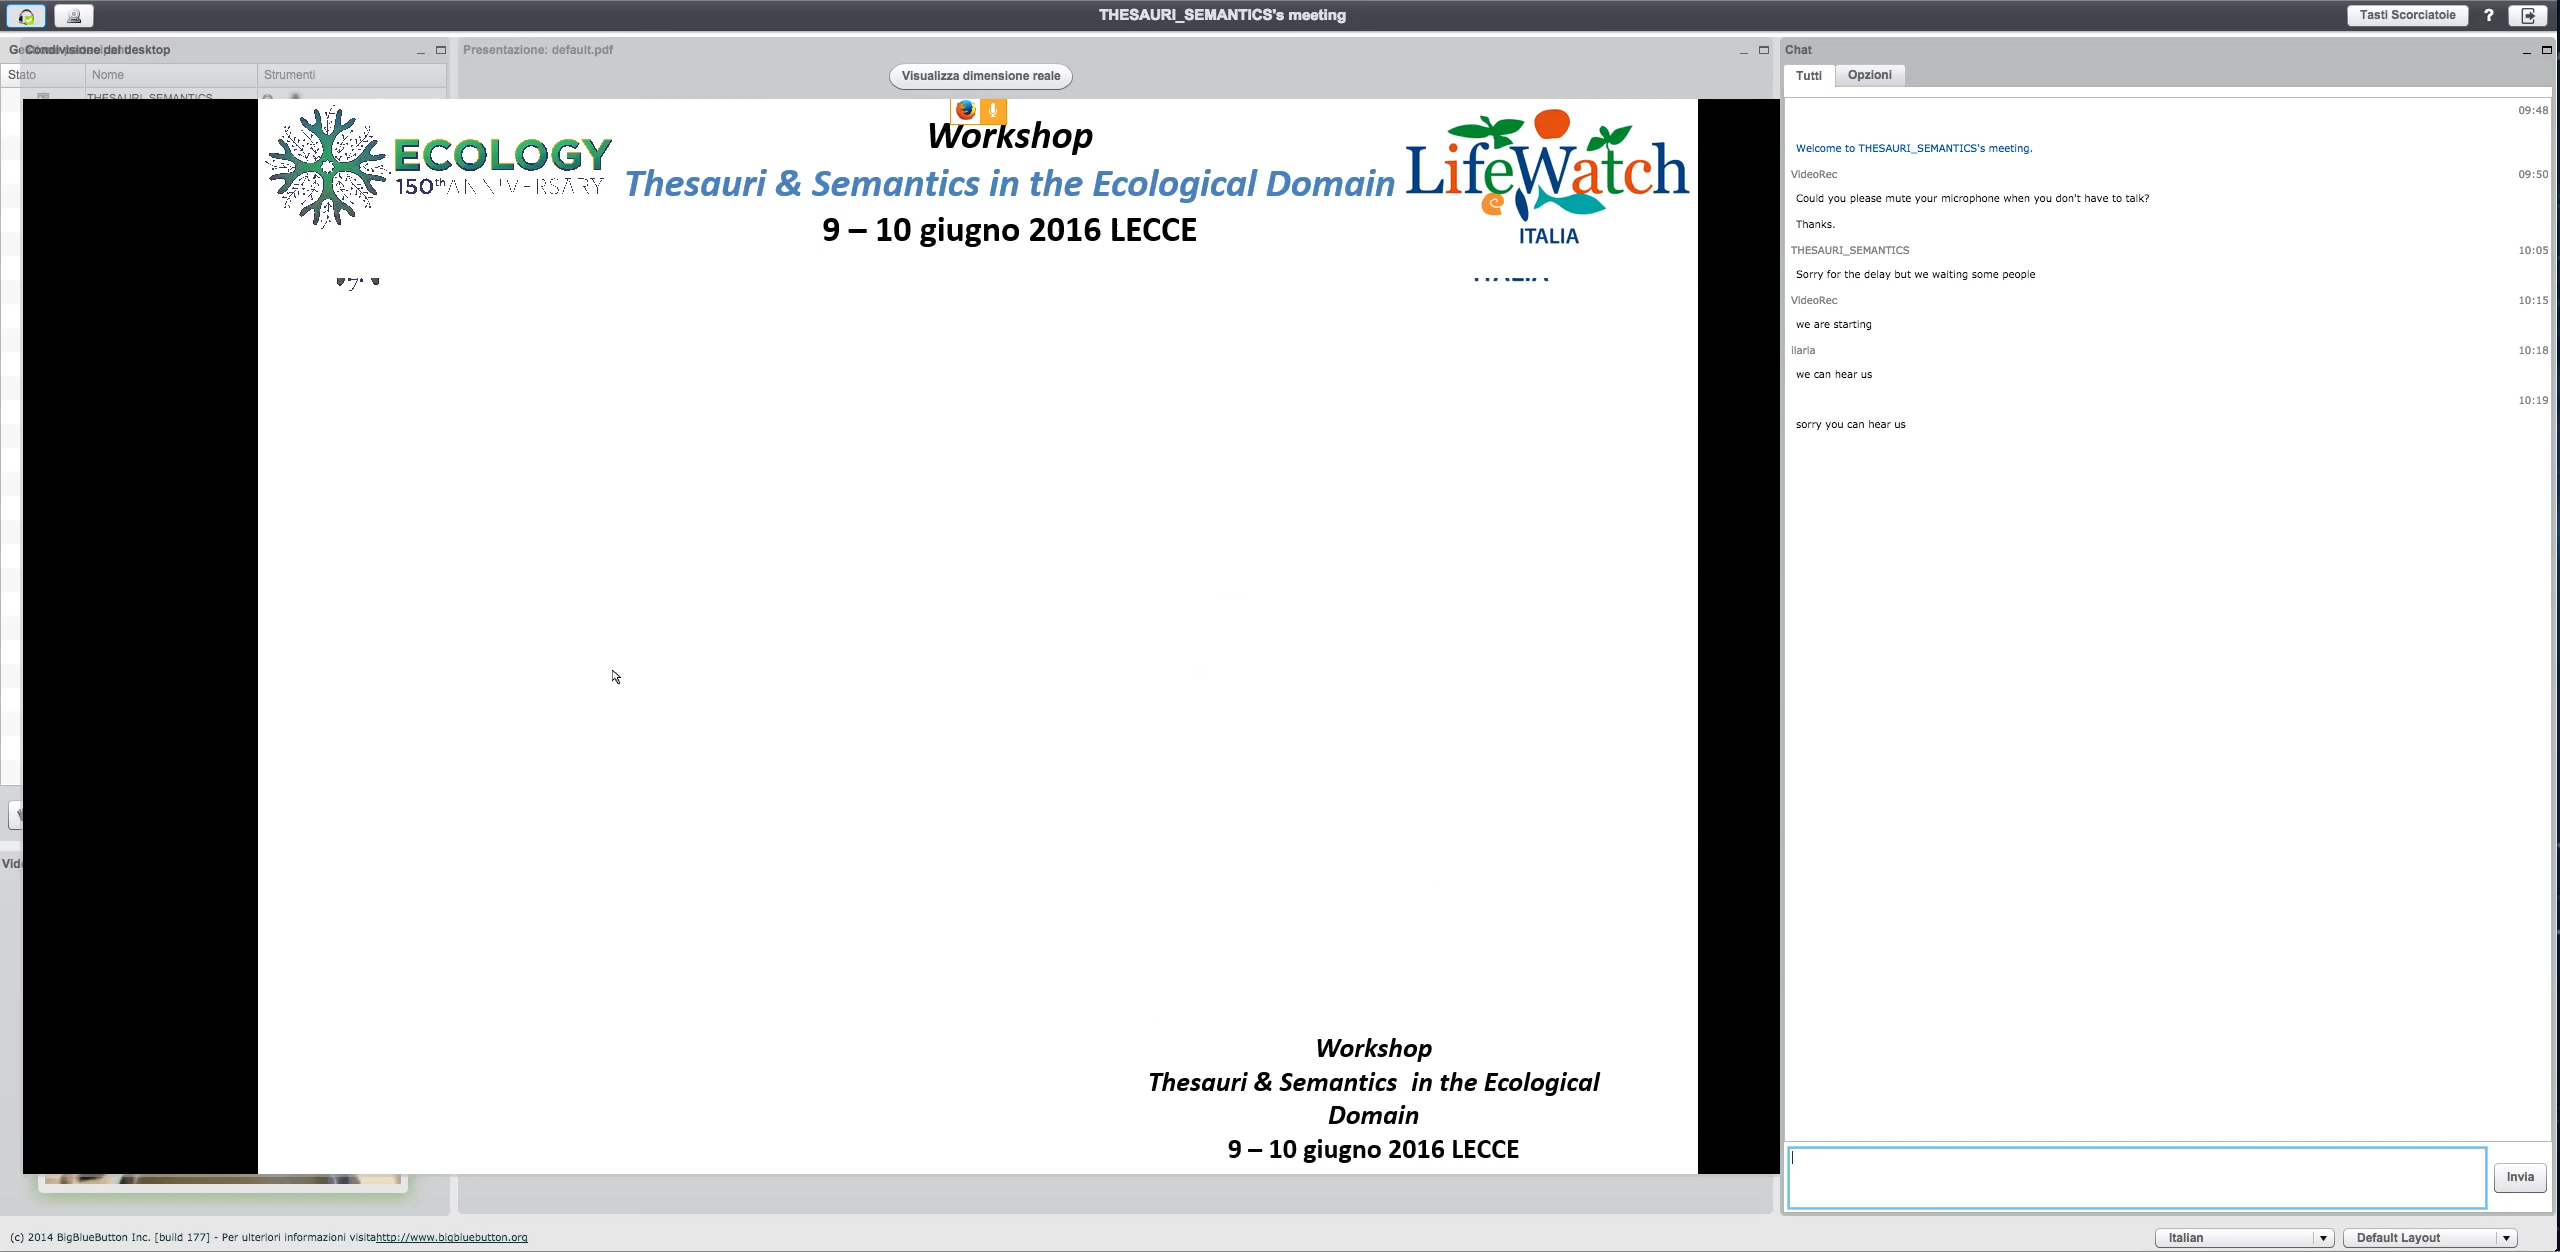 THESAURI_SEMANTICS's meeting
Tasti Scorciatoie
?
Condivisione del desktop
Presentazione: default.pdf
Chat
Stato
Nome
Strumenti
Visualizza dimensione reale
Tutti
Opzioni
THESAURI_SEMANTICS
ECOLOGY
150th ANNIVERSARY
Workshop
Thesauri & Semantics in the Ecological Domain
9 – 10 giugno 2016 LECCE
LifeWatch
ITALIA
09:48
Welcome to THESAURI_SEMANTICS's meeting.
VideoRec 09:50
Could you please mute your microphone when you don't have to talk?
Thanks.
THESAURI_SEMANTICS 10:05
Sorry for the delay but we waiting some people
VideoRec 10:15
we are starting
ilaria 10:18
we can hear us
10:19
sorry you can hear us
Workshop
Thesauri & Semantics in the Ecological
Domain
9 – 10 giugno 2016 LECCE
Invia
(c) 2014 BigBlueButton Inc. [build 177] - Per ulteriori informazioni visitahttp://www.bigbluebutton.org
Italian
Default Layout